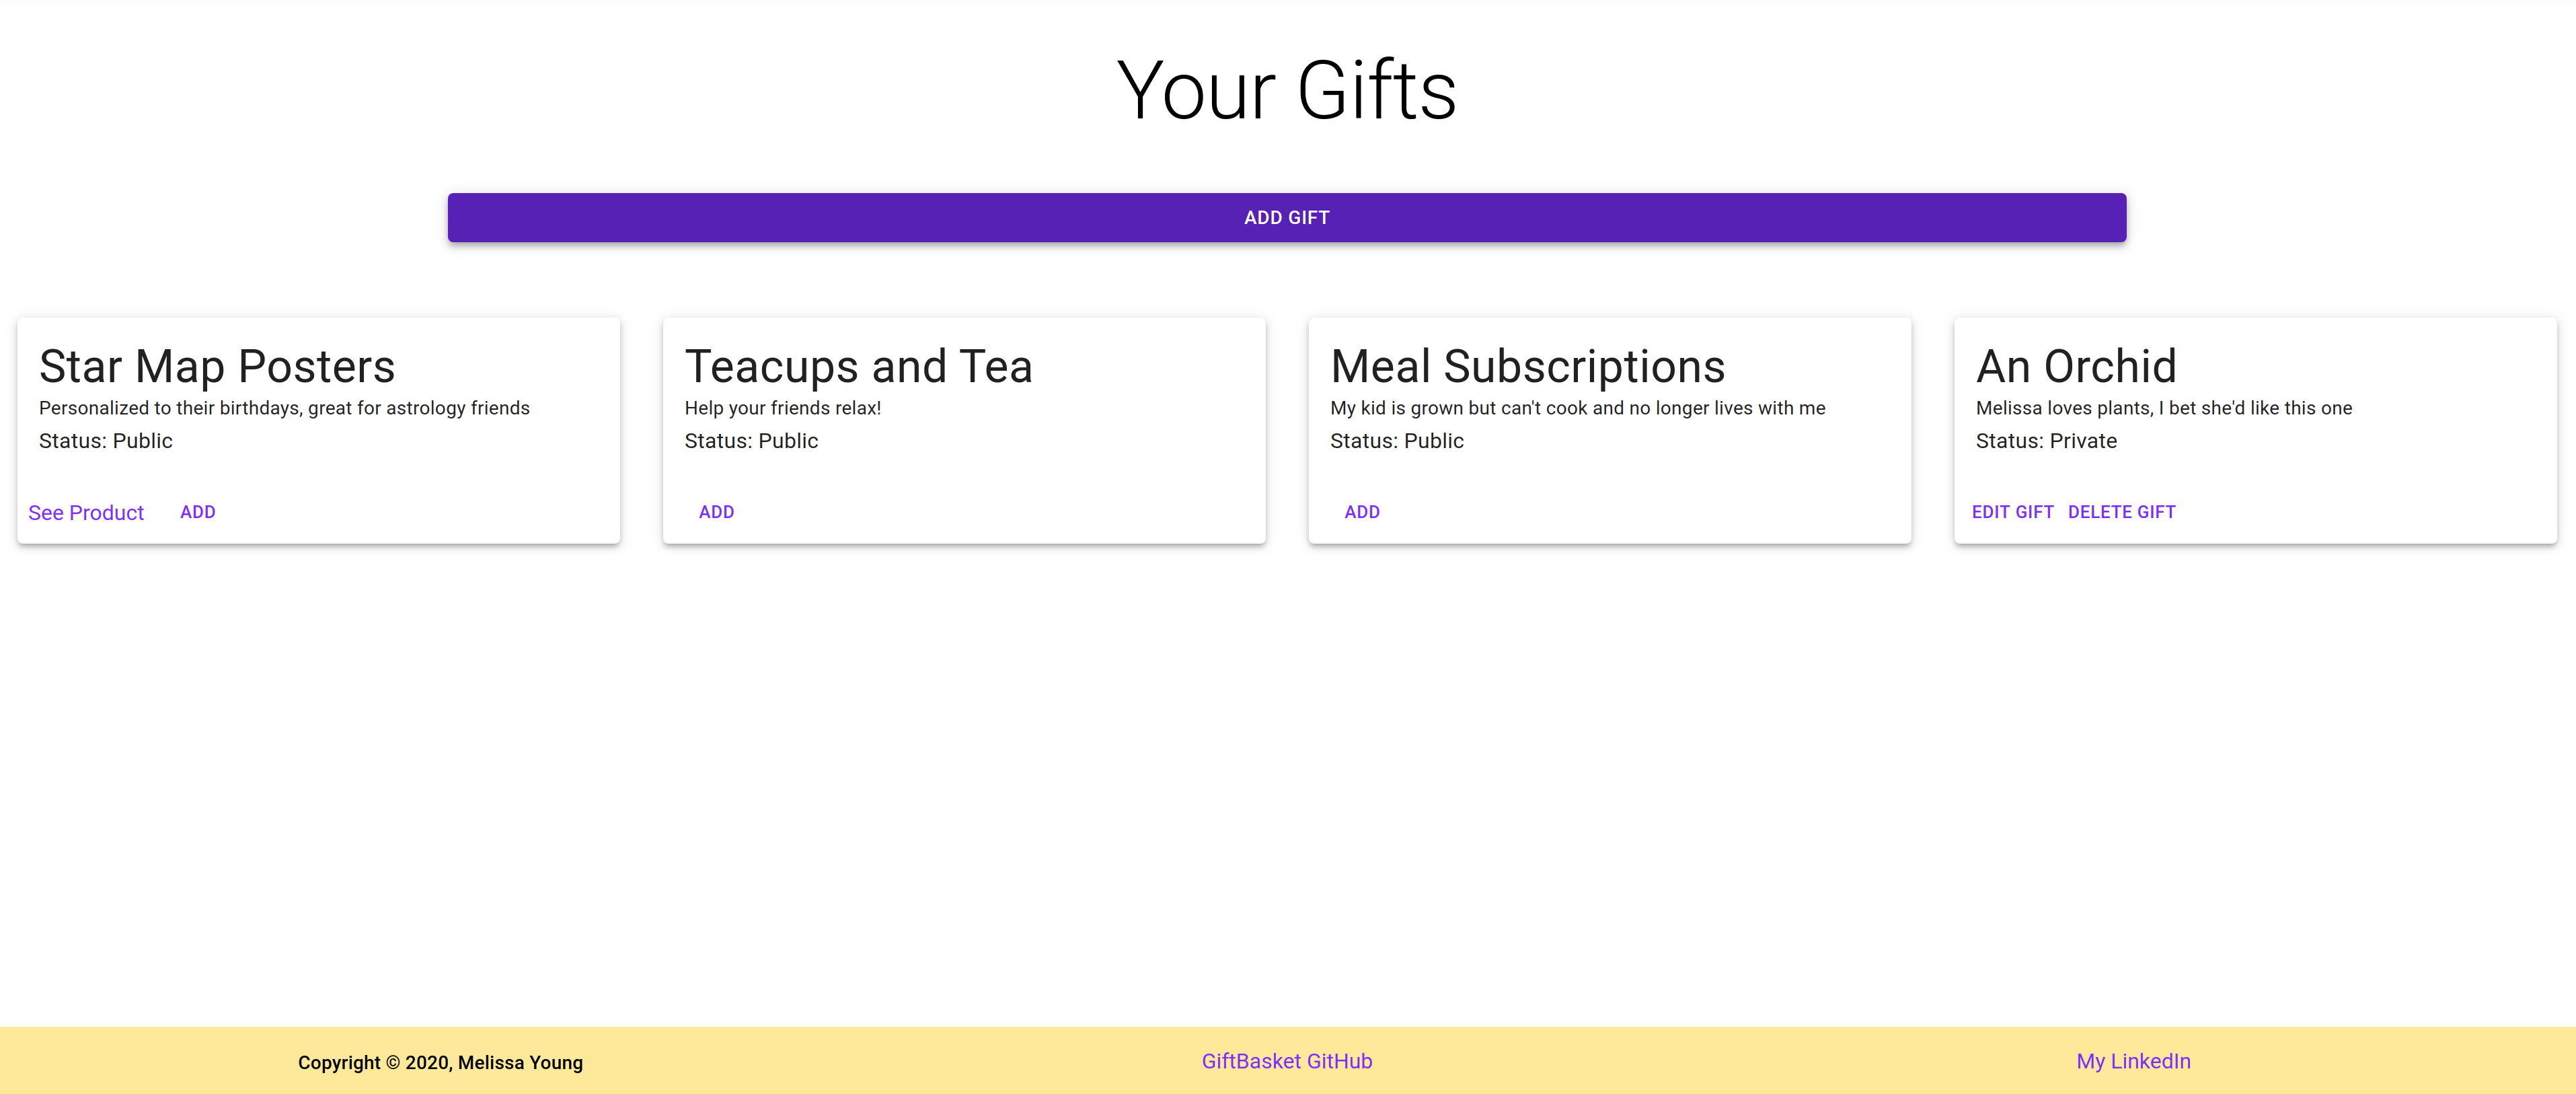 Your Gifts
ADD GIFT
Star Map Posters
Personalized to their birthdays, great for astrology friends
Status: Public
See Product ADD
Teacups and Tea
Help your friends relax!
Status: Public
ADD
Meal Subscriptions
My kid is grown but can't cook and no longer lives with me
Status: Public
ADD
An Orchid
Melissa loves plants, I bet she'd like this one
Status: Private
EDIT GIFT DELETE GIFT
Copyright © 2020, Melissa Young
GiftBasket GitHub
My LinkedIn